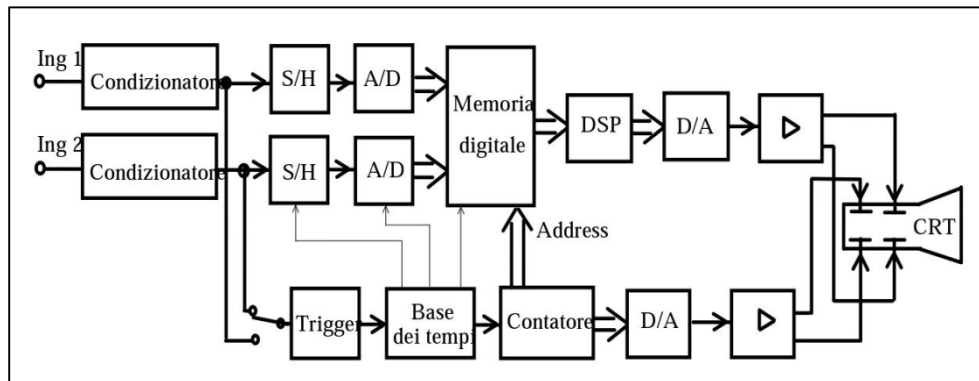 Ing 1
Condizionatore
S/H
A/D
Memoria
digitale
DSP
D/A
Ing 2
Condizionatore
S/H
A/D
CRT
Address
Trigger
Base
dei tempi
Contatore
D/A